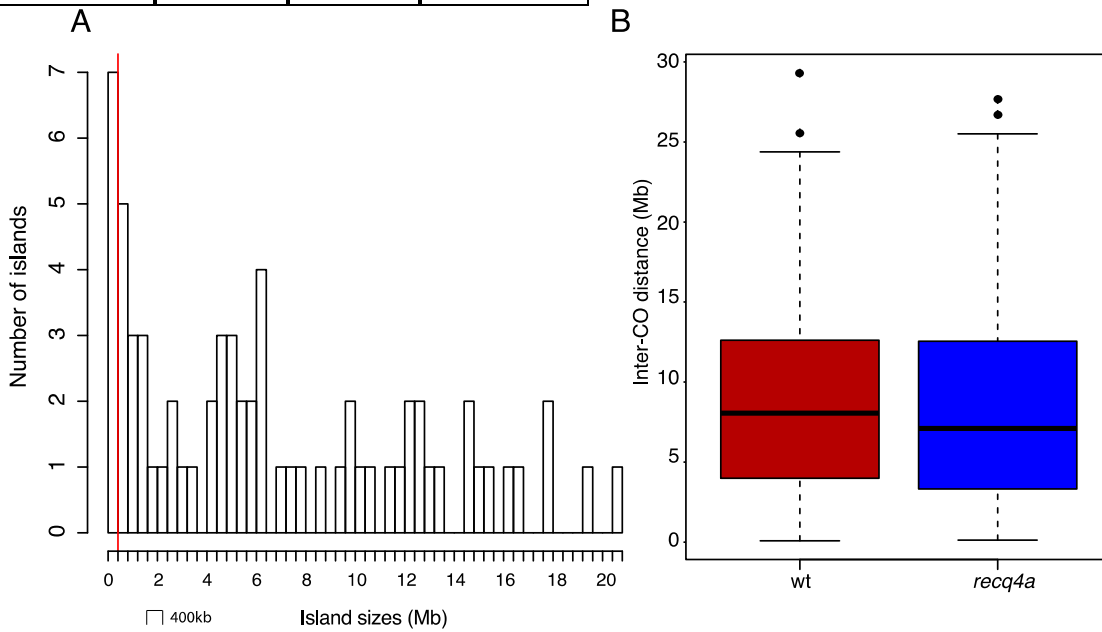 A
Number of islands
7
6
5
4
3
2
1
0
0 2 4 6 8 10 12 14 16 18 20
400kb
Island sizes (Mb)
B
Inter-CO distance (Mb)
30
25
20
15
10
5
0
wt recq4a